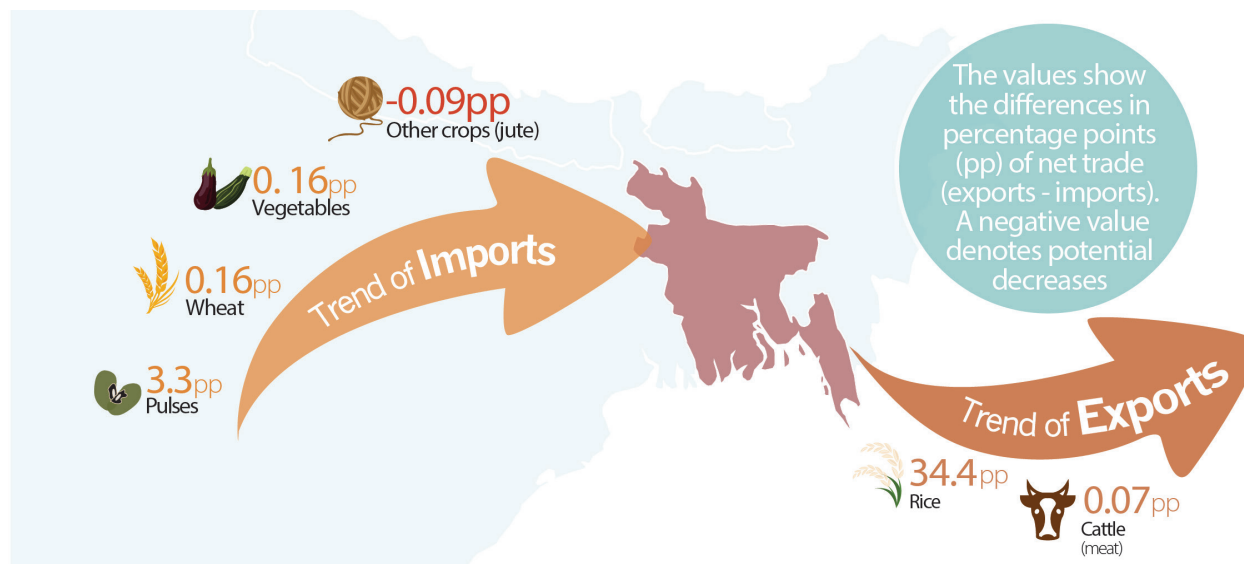 -0.09pp
Other crops (jute)
0. 16pp
Vegetables
0.16pp
Wheat
3.3pp
Pulses
Trend of Imports
The values show
the differences in
percentage points
(pp) of net trade
(exports - imports).
A negative value
denotes potential
decreases
Trend of Exports
34.4pp
Rice
0.07pp
Cattle
(meat)